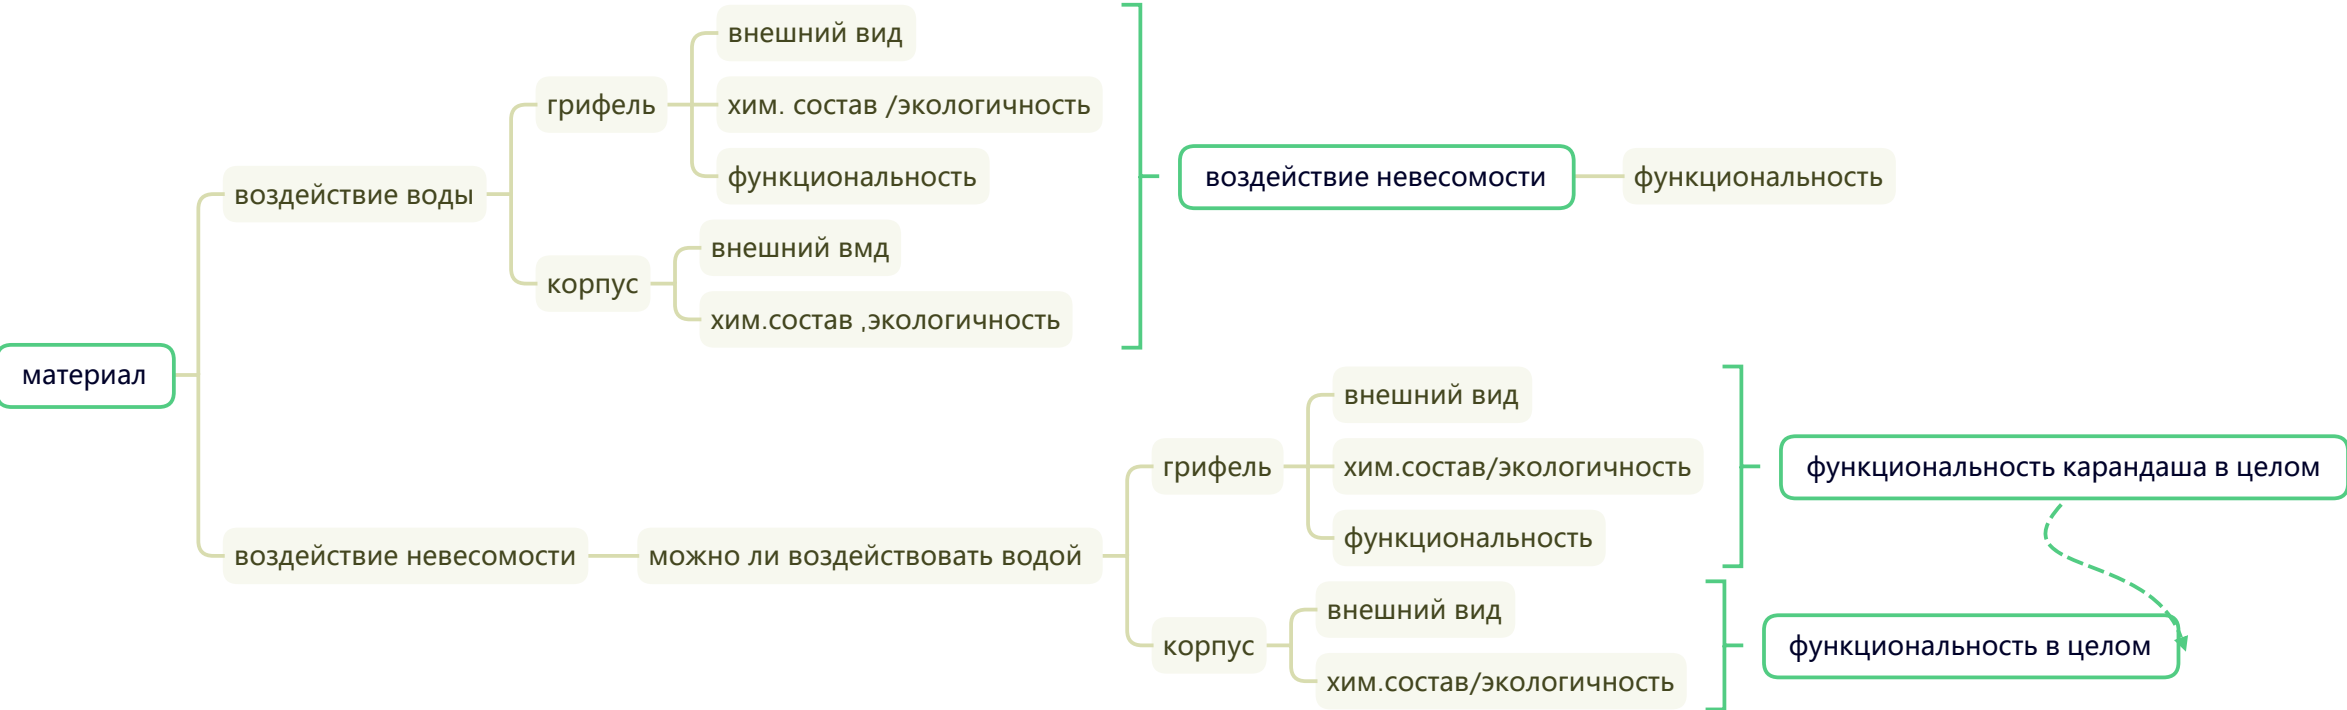 материал
воздействие воды
грифель
внешний вид
хим. состав /экологичность
функциональность
корпус
внешний вмд
хим.состав ,экологичность
воздействие невесомости
функциональность
воздействие невесомости
можно ли воздействовать водой
грифель
внешний вид
хим.состав/экологичность
функциональность
функциональность карандаша в целом
корпус
внешний вид
хим.состав/экологичность
функциональность в целом